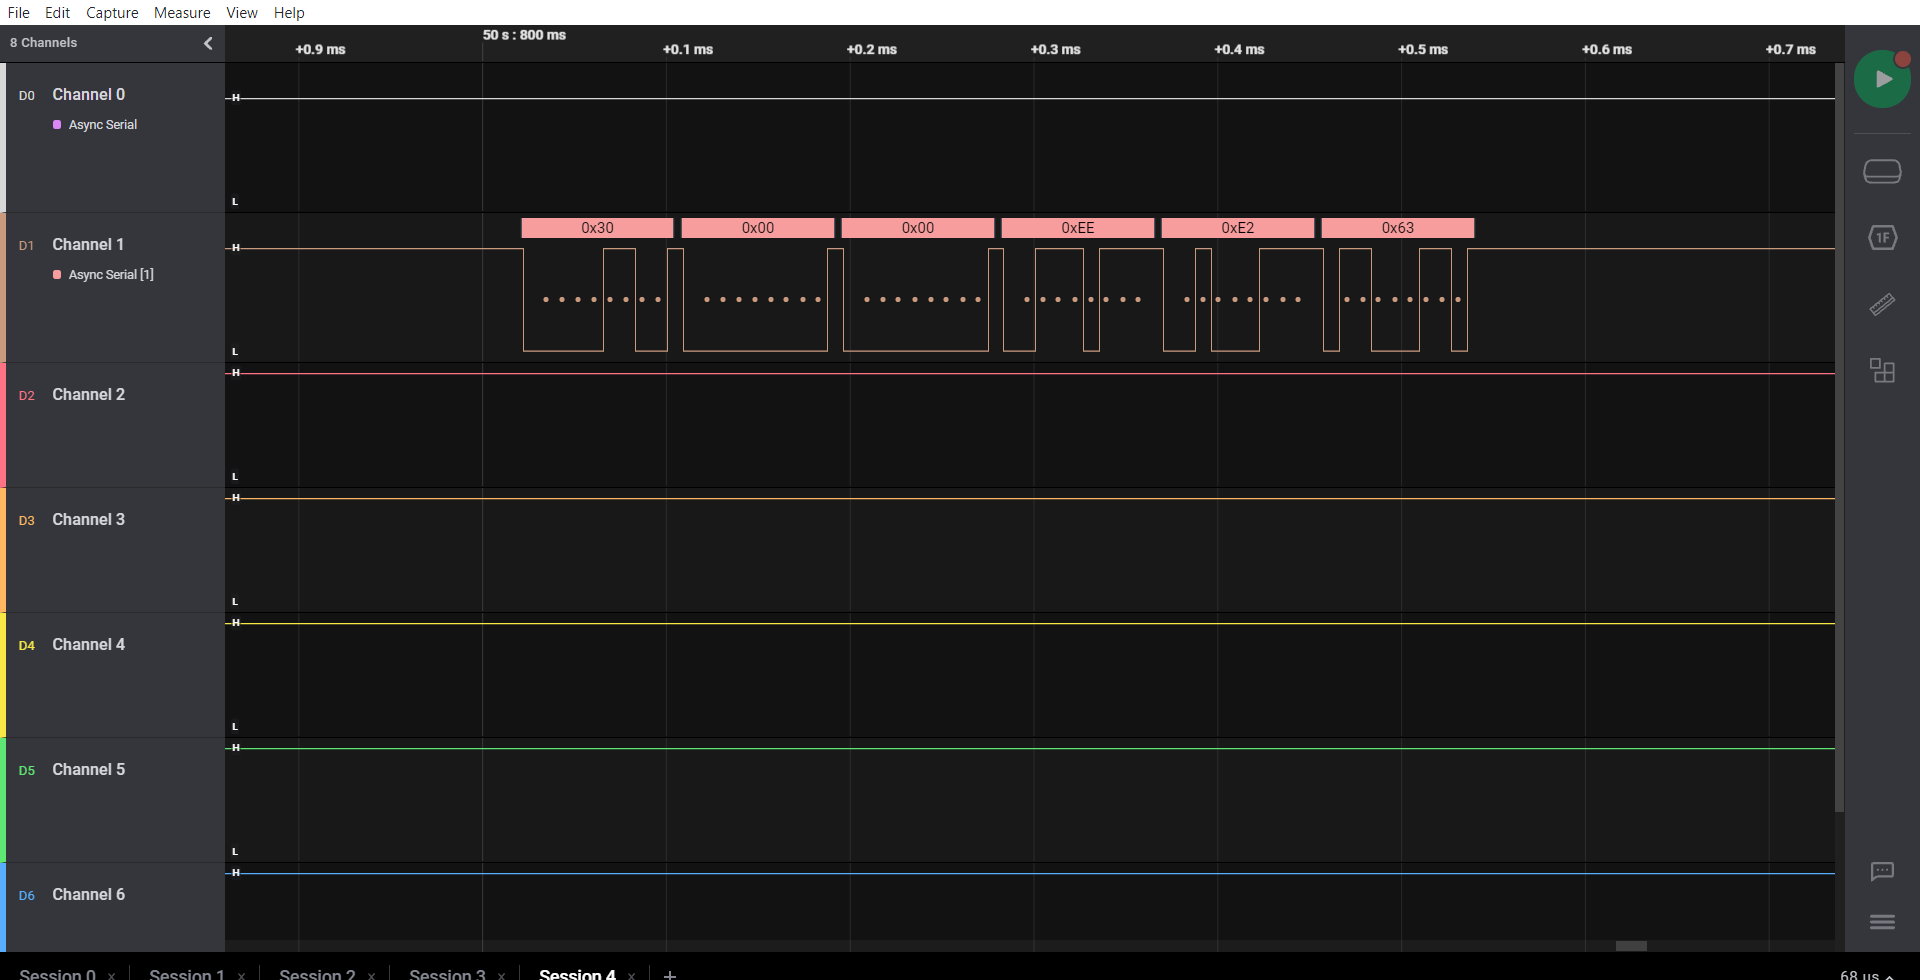 File Edit Capture Measure View Help
8 Channels
+0.9 ms
50 s : 800 ms
+0.1 ms
+0.2 ms
+0.3 ms
+0.4 ms
+0.5 ms
+0.6 ms
+0.7 ms
D0 Channel 0
Async Serial
H
L
D1 Channel 1
Async Serial [1]
H
L
0x30 0x00 0x00 0xEE 0xE2 0x63
D2 Channel 2
H
L
D3 Channel 3
H
L
D4 Channel 4
H
L
D5 Channel 5
H
L
D6 Channel 6
H
1F
Session 0 × Session 1 × Session 2 × Session 3 × Session 4 × +
68 µs